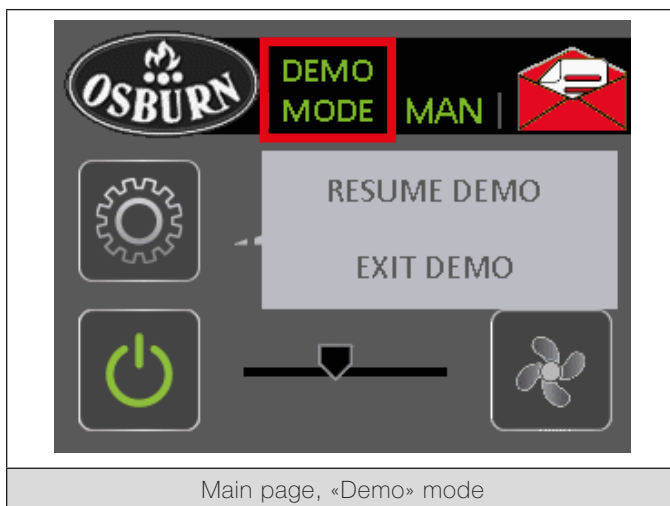 OSBURN
DEMO
MODE
MAN |
RESUME DEMO
EXIT DEMO
Main page, «Demo» mode